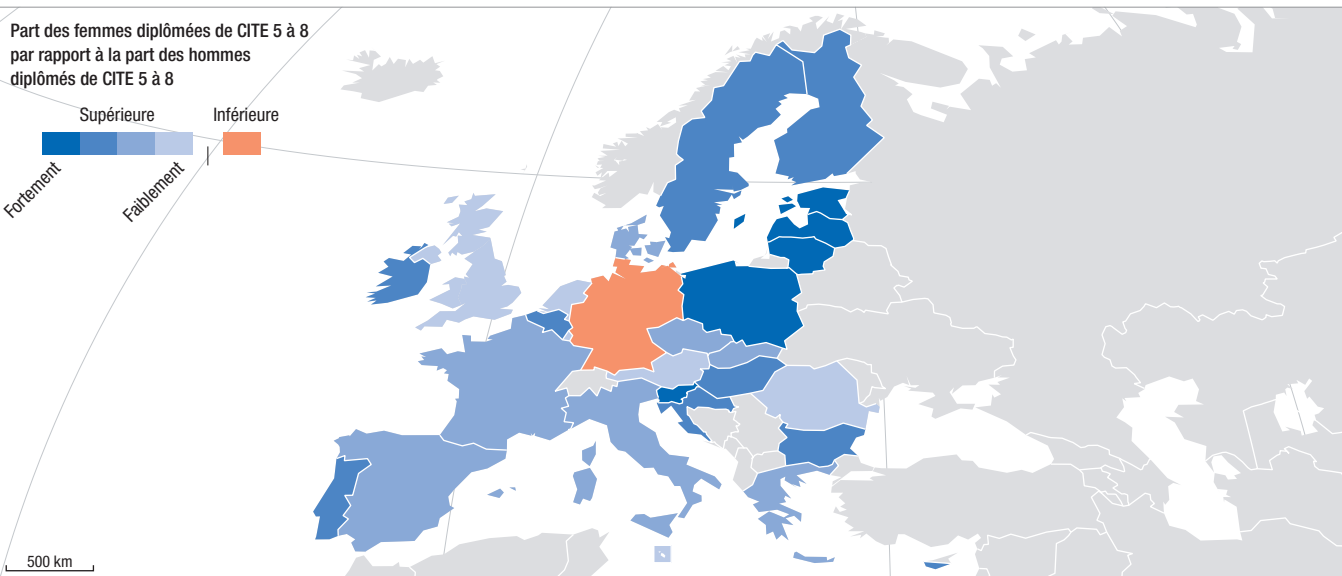 Part des femmes diplômées de CITE 5 à 8
par rapport à la part des hommes
diplômés de CITE 5 à 8
Supérieure
Inférieure
Fortement
Faiblement
500 km